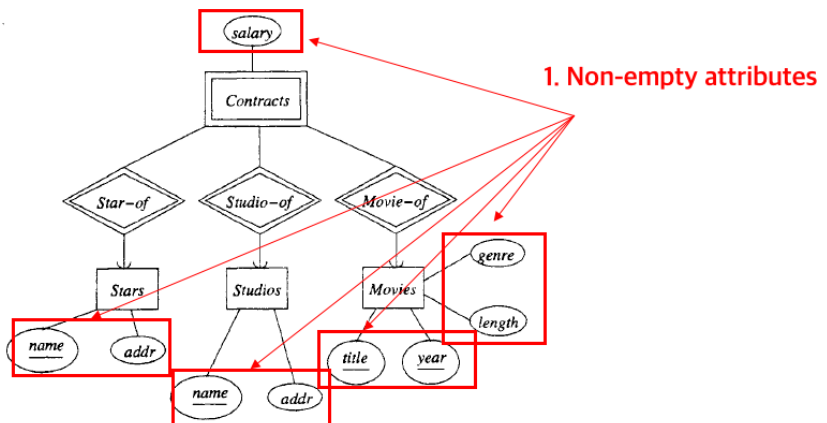 salary
1. Non-empty attributes
Contracts
Star-of
Studio-of
Movie-of
genre
Stars
Studios
Movies
length
name
addr
title
year
name
addr